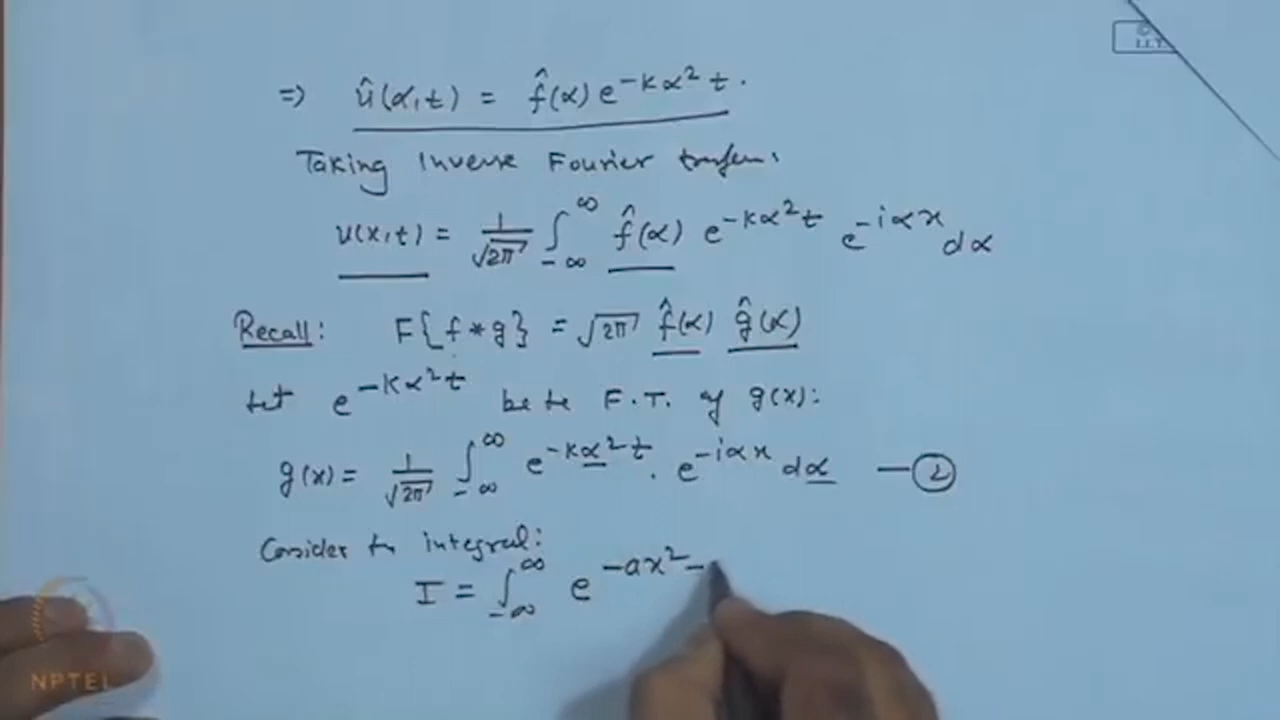 ©
I.I.T.
⇒ û(α,t) = f̂(α) e^{-kα²t}.
Taking Inverse Fourier transfrm.
u(x,t) = 1/√2π ∫_{-∞}^{∞} f̂(α) e^{-kα²t} e^{-iαx} dα
Recall: F{f*g} = √2π f̂(α) ĝ(α)
Let e^{-kα²t} be the F.T. of g(x):
g(x) = 1/√2π ∫_{-∞}^{∞} e^{-kα²t} . e^{-iαx} dα —②
Consider the integral:
I = ∫_{-∞}^{∞} e^{-ax²-
NPTEL